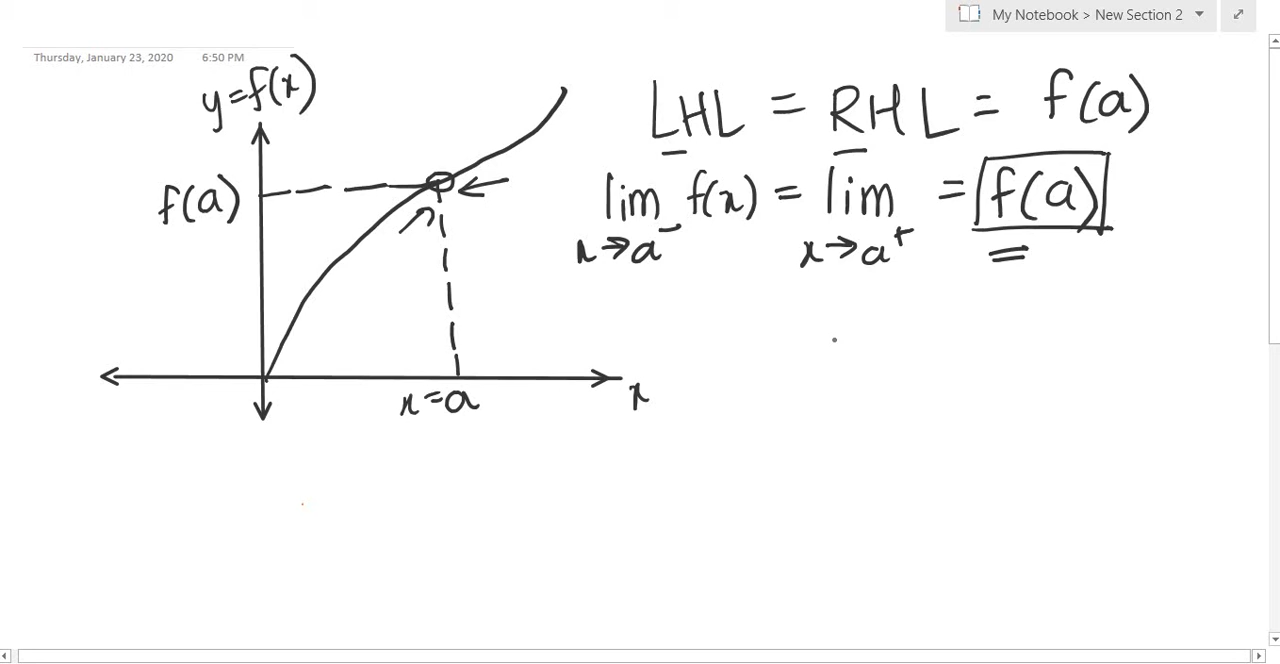 My Notebook > New Section 2
Thursday, January 23, 2020 6:50 PM
y=f(x)
LHL = RHL = f(a)
f(a)
lim f(x) = lim = f(a)
x→a⁻ x→a⁺
x=a
x